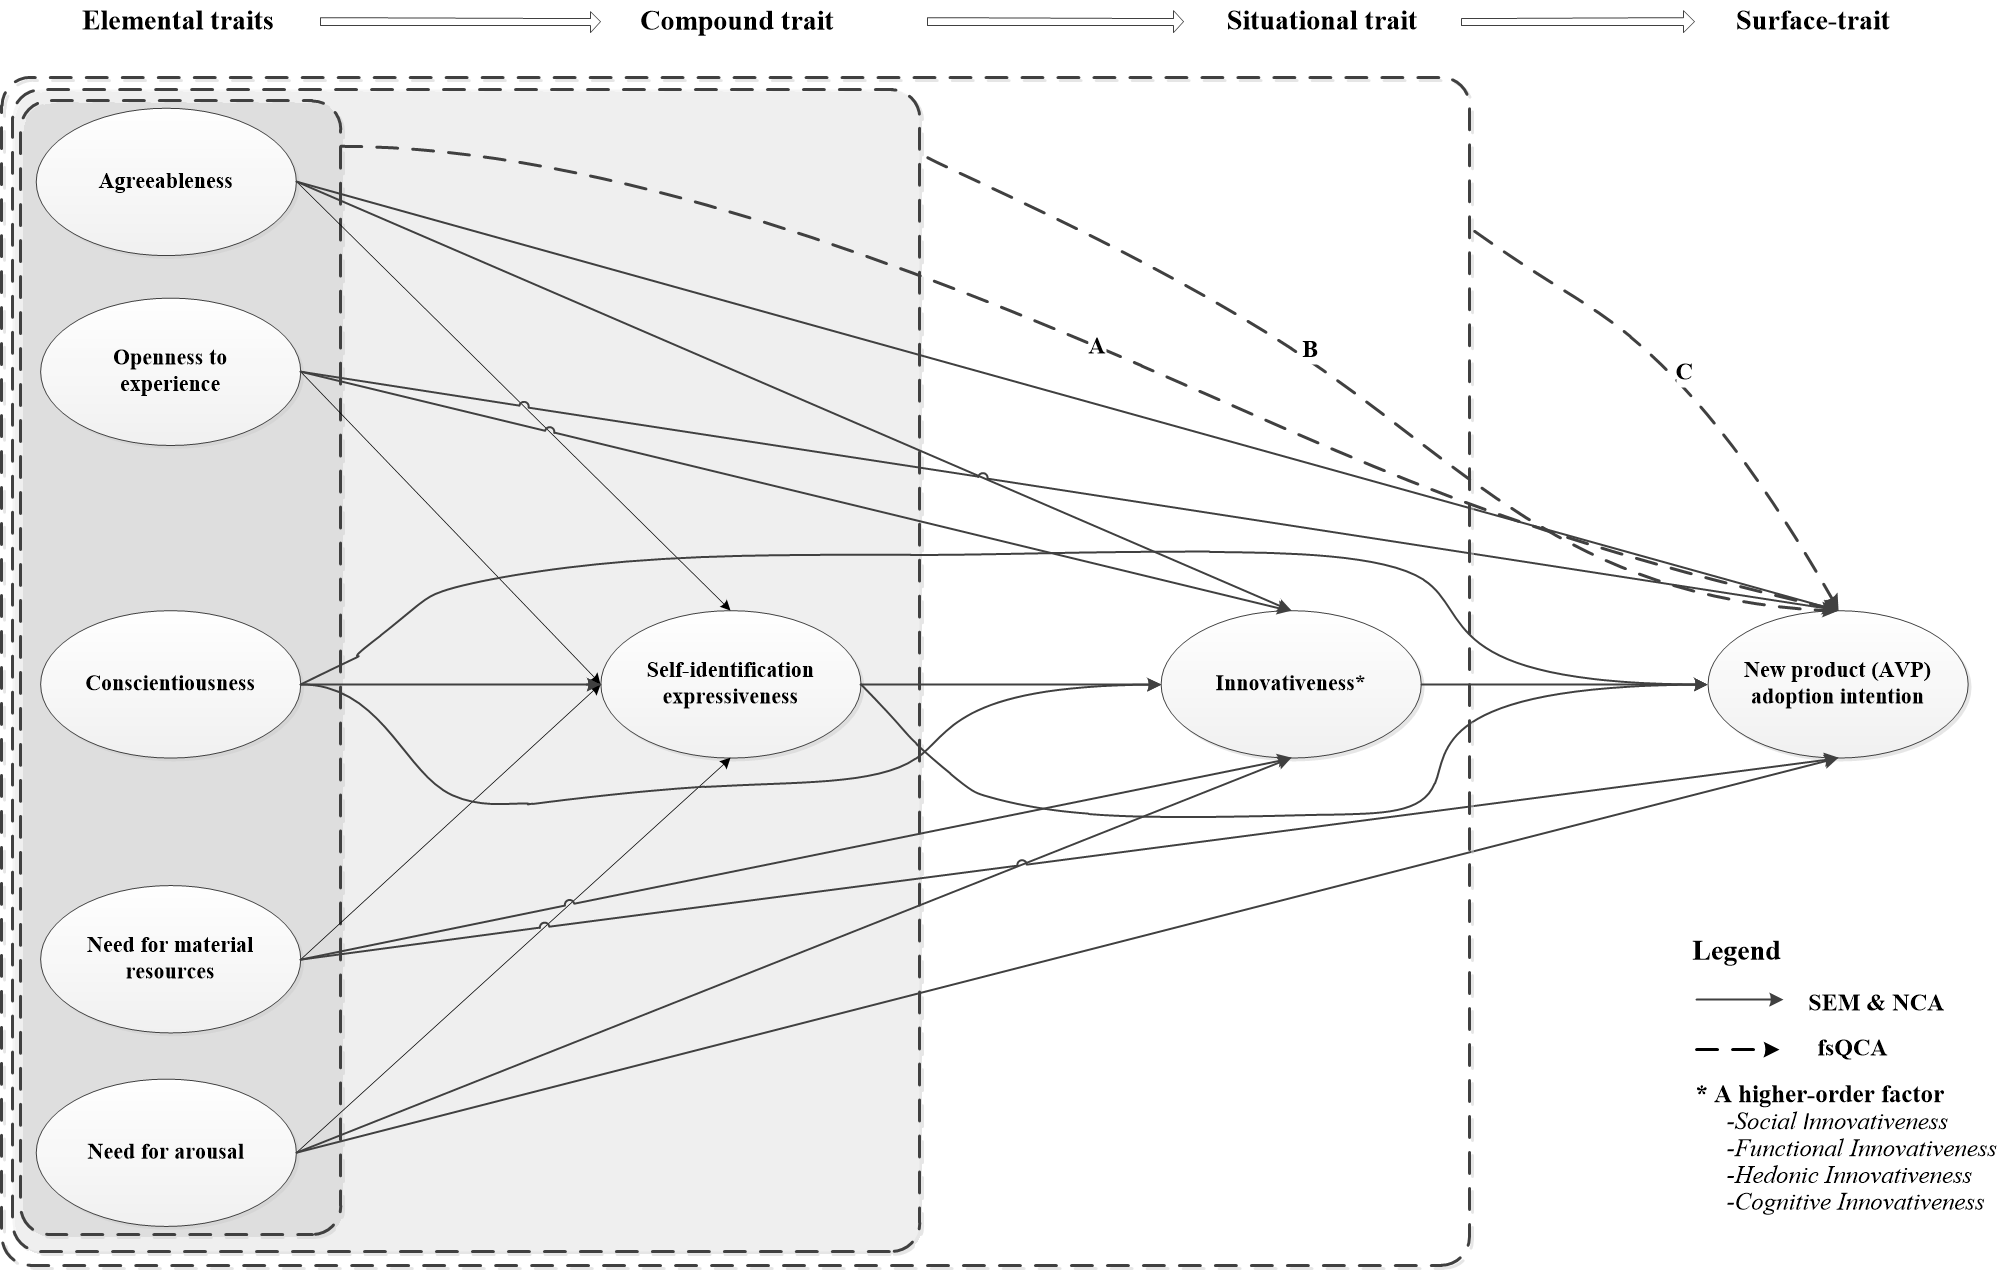 Elemental traits
Compound trait
Situational trait
Surface-trait
Agreeableness
Openness to
experience
Conscientiousness
Need for material
resources
Need for arousal
Self-identification
expressiveness
Innovativeness*
New product (AVP)
adoption intention
A
B
C
Legend
SEM & NCA
fsQCA
* A higher-order factor
-Social Innovativeness
-Functional Innovativeness
-Hedonic Innovativeness
-Cognitive Innovativeness